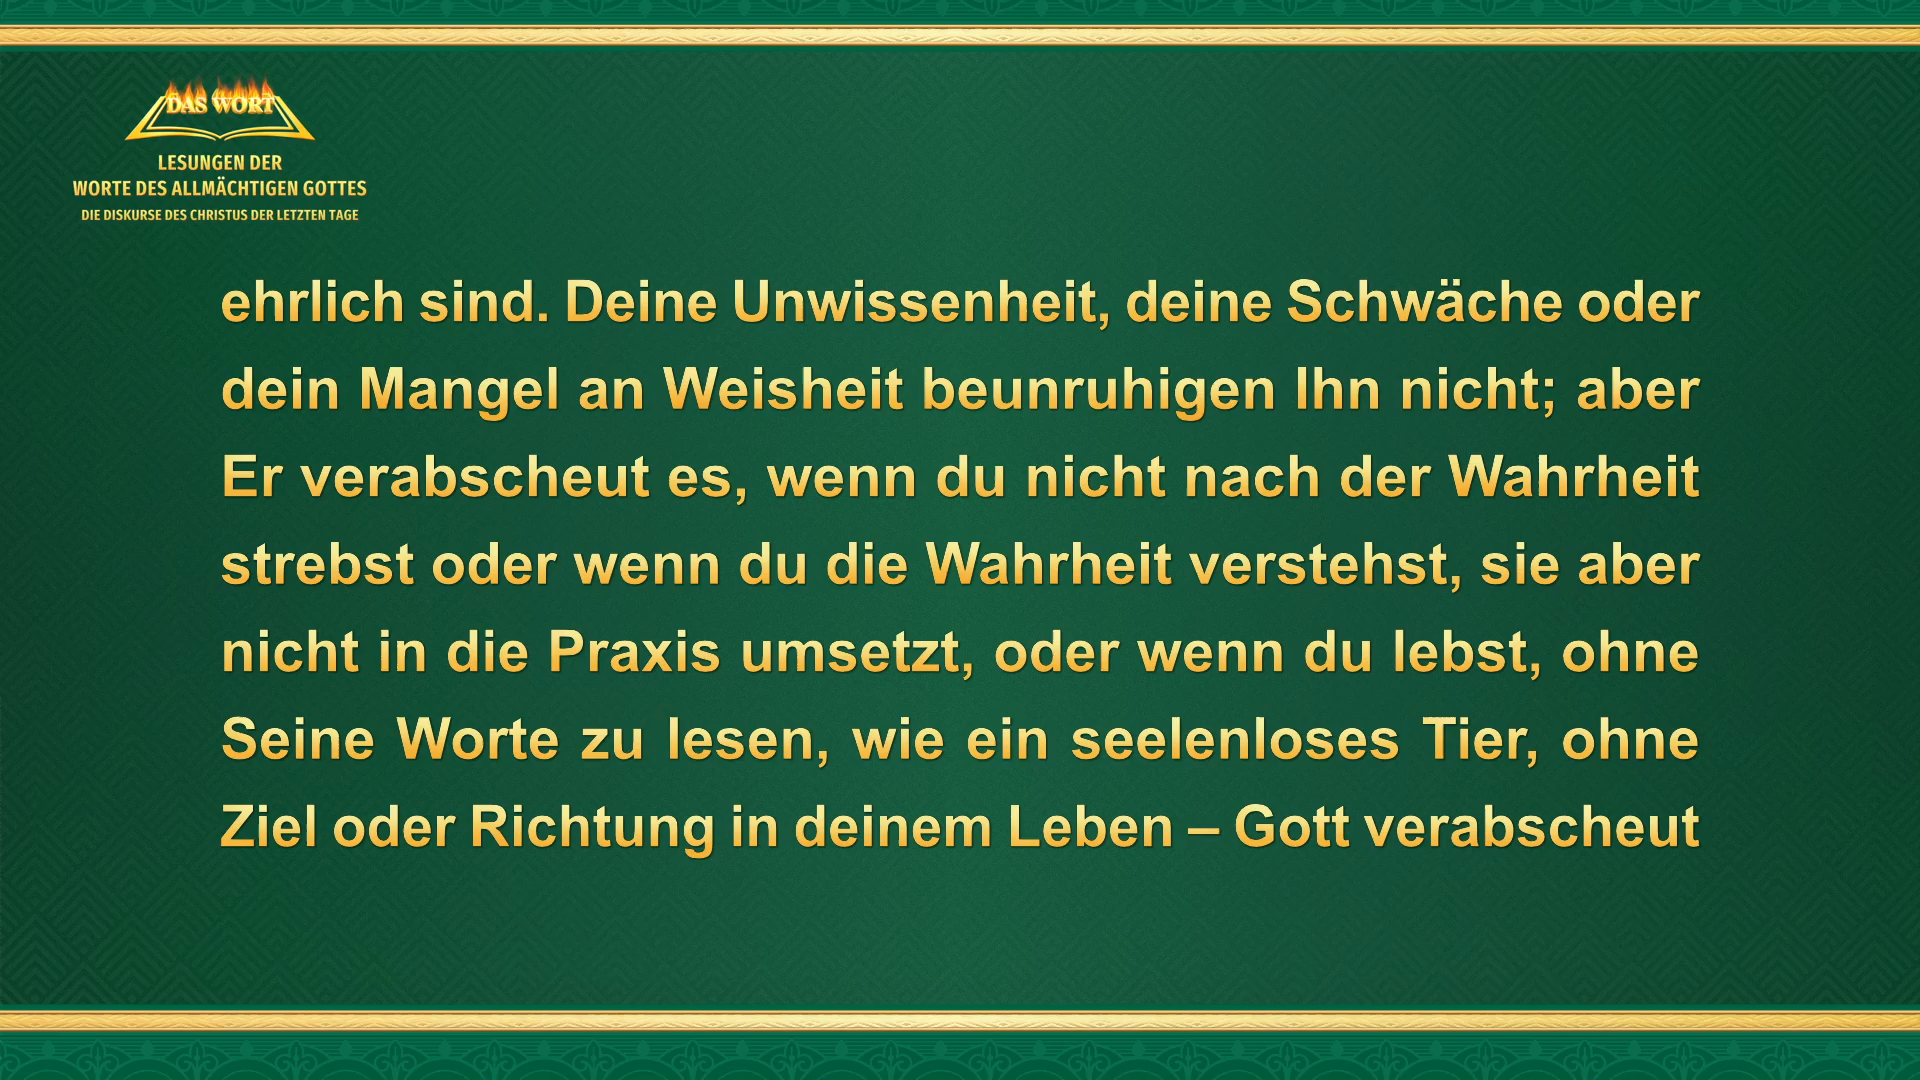 DAS WORT
LESUNGEN DER
WORTE DES ALLMÄCHTIGEN GOTTES
DIE DISKURSE DES CHRISTUS DER LETZTEN TAGE
ehrlich sind. Deine Unwissenheit, deine Schwäche oder
dein Mangel an Weisheit beunruhigen Ihn nicht; aber
Er verabscheut es, wenn du nicht nach der Wahrheit
strebst oder wenn du die Wahrheit verstehst, sie aber
nicht in die Praxis umsetzt, oder wenn du lebst, ohne
Seine Worte zu lesen, wie ein seelenloses Tier, ohne
Ziel oder Richtung in deinem Leben – Gott verabscheut